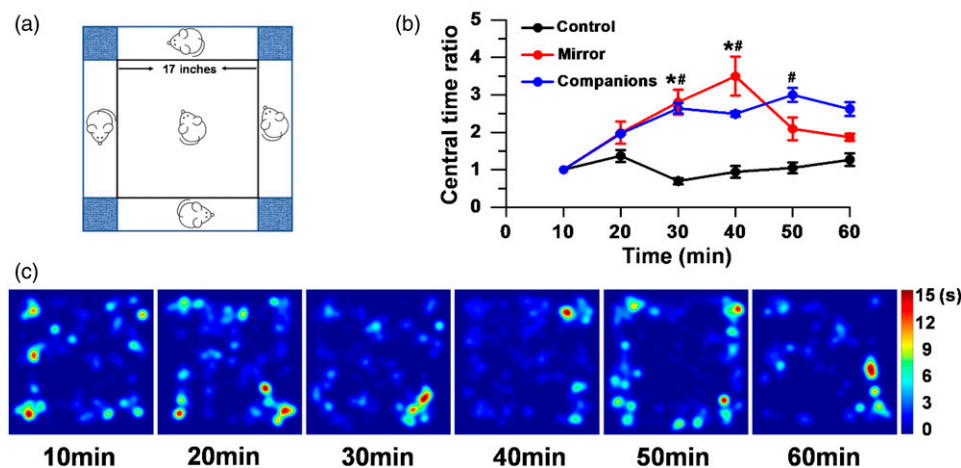 (a)
17 inches
(b)
Central time ratio
5
4
3
2
1
0
Control
Mirror
Companions
*#
*#
#
0 10 20 30 40 50 60
Time (min)
(c)
15 (s)
12
9
6
3
0
10min 20min 30min 40min 50min 60min